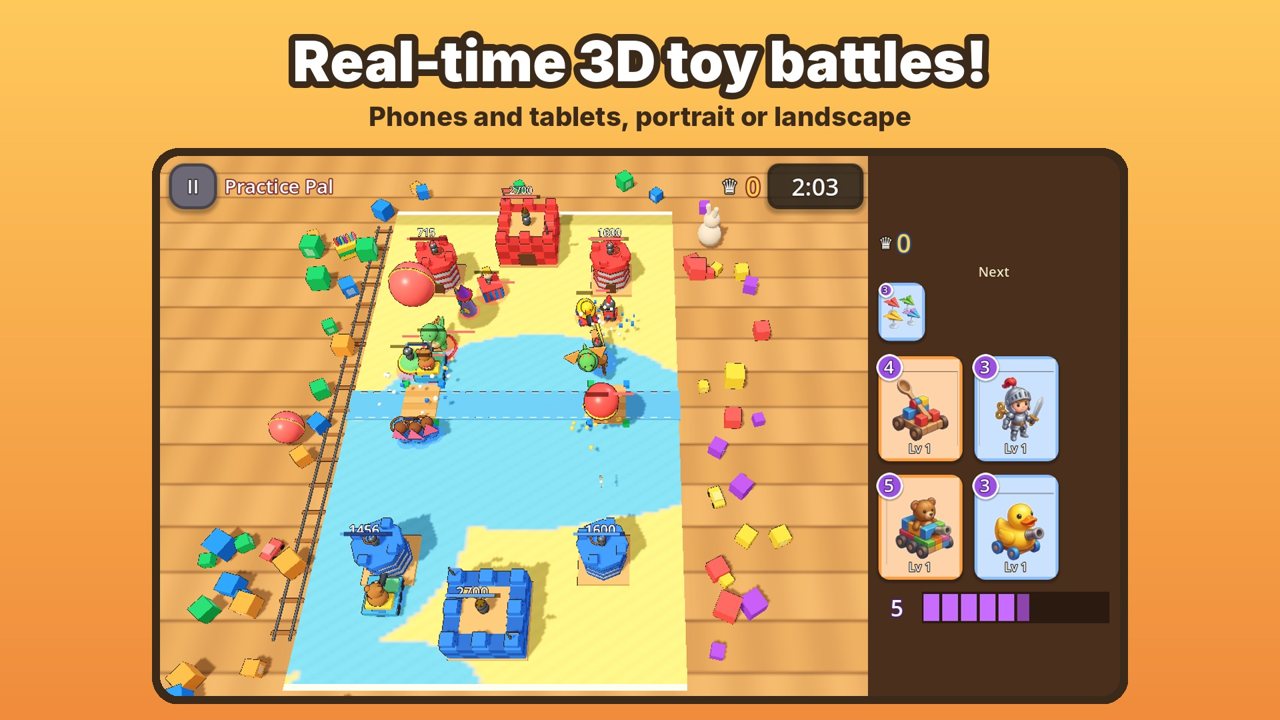 Real-time 3D toy battles!
Phones and tablets, portrait or landscape
Practice Pal
0
2:03
2700
715
1600
0
Next
3
4
3
Lv 1
Lv 1
5
3
Lv 1
Lv 1
1456
1600
2700
5